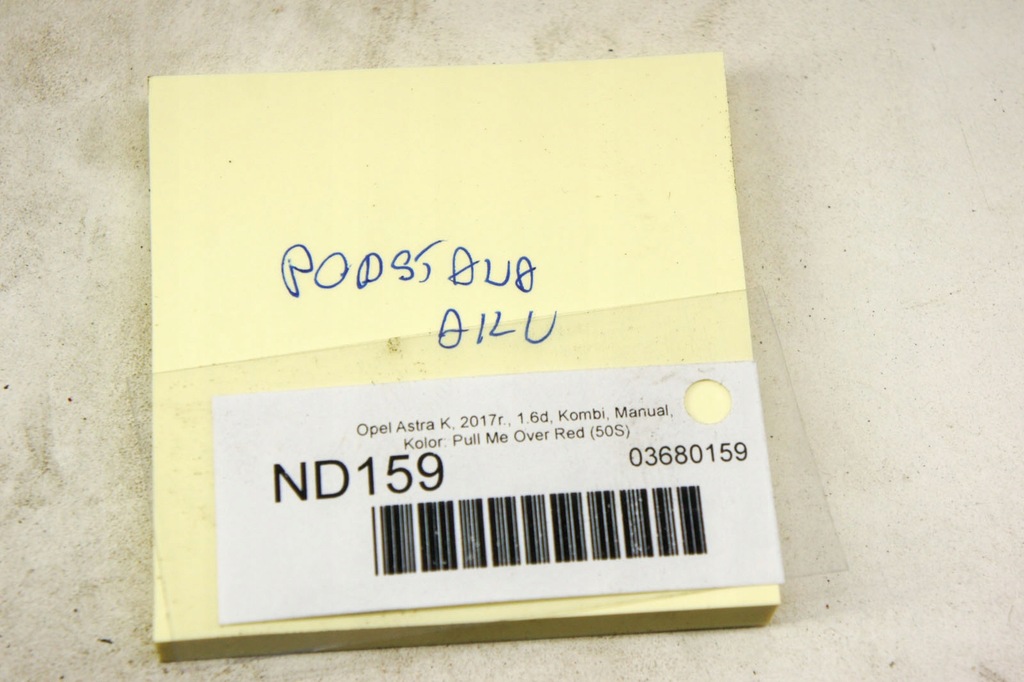 PODSTAWA
AKU
Opel Astra K, 2017r., 1.6d, Kombi, Manual,
Kolor: Pull Me Over Red (50S)
ND159
03680159